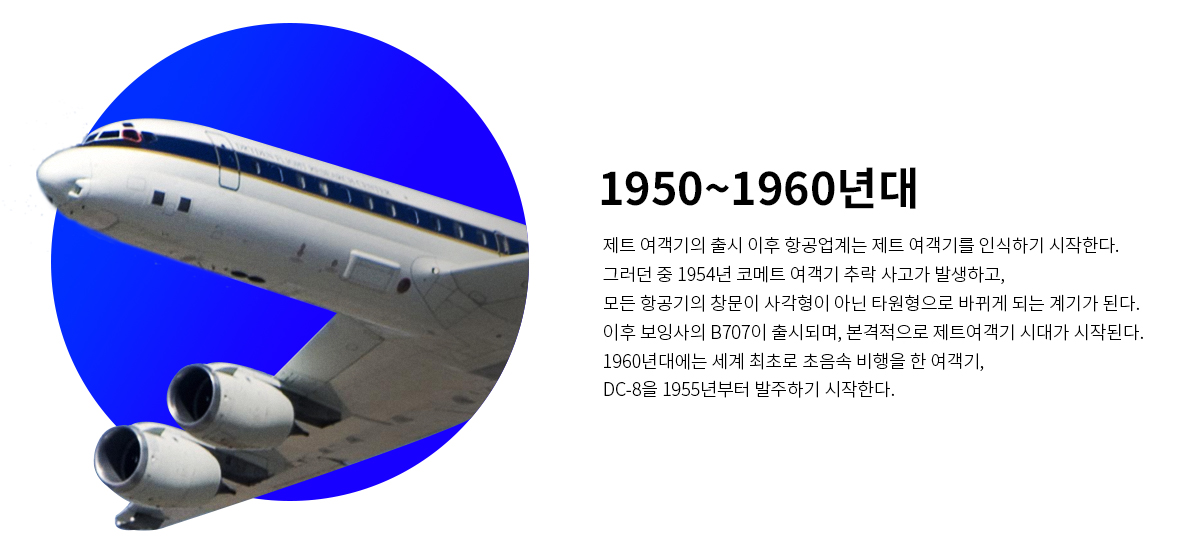 1950~1960년대
제트 여객기의 출시 이후 항공업계는 제트 여객기를 인식하기 시작한다.
그러던 중 1954년 코메트 여객기 추락 사고가 발생하고,
모든 항공기의 창문이 사각형이 아닌 타원형으로 바뀌게 되는 계기가 된다.
이후 보잉사의 B707이 출시되며, 본격적으로 제트여객기 시대가 시작된다.
1960년대에는 세계 최초로 초음속 비행을 한 여객기,
DC-8을 1955년부터 발주하기 시작한다.